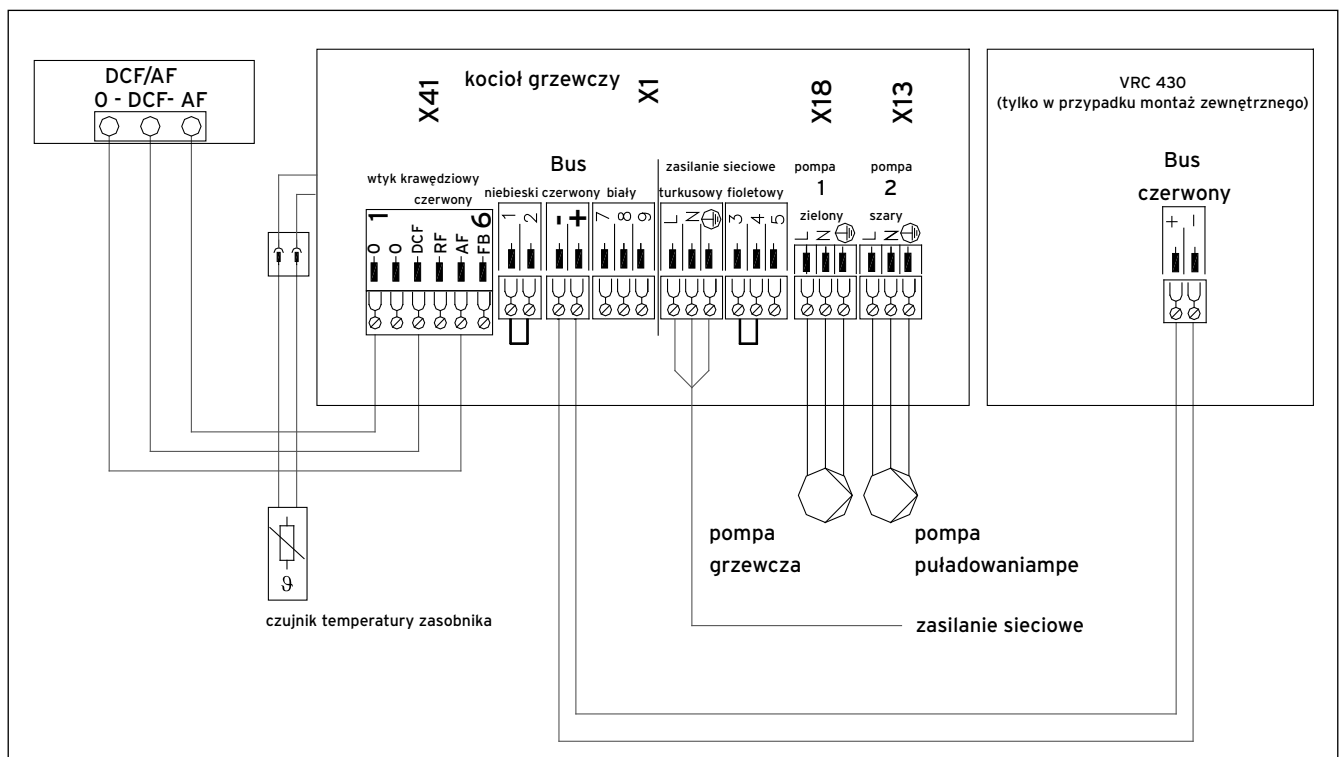 DCF/AF
O - DCF- AF
X41
kocioł grzewczy
X1
X18
X13
VRC 430
(tylko w przypadku montaż zewnętrznego)
Bus
zasilanie sieciowe
pompa
1
pompa
2
wtyk krawędziowy
czerwony
niebieski
czerwony
biały
turkusowy
fioletowy
zielony
szary
1
0
0
DCF
RF
AF
FB
6
1
2
-
+
7
8
9
L
N
3
4
5
L
N
L
N
Bus
czerwony
+
-
pompa
grzewcza
pompa
puładowaniampe
ϑ
czujnik temperatury zasobnika
zasilanie sieciowe